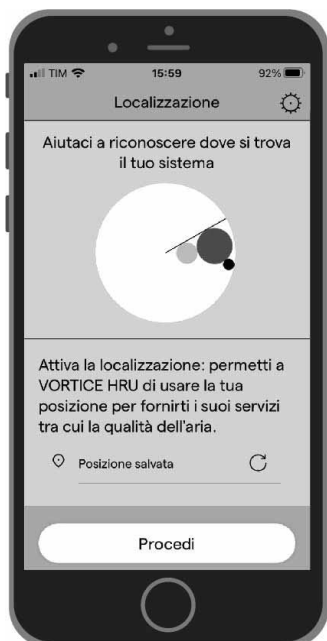 TIM 15:59 92%
Localizzazione
Aiutaci a riconoscere dove si trova
il tuo sistema
Attiva la localizzazione: permetti a
VORTICE HRU di usare la tua
posizione per fornirti i suoi servizi
tra cui la qualità dell'aria.
Posizione salvata
Procedi